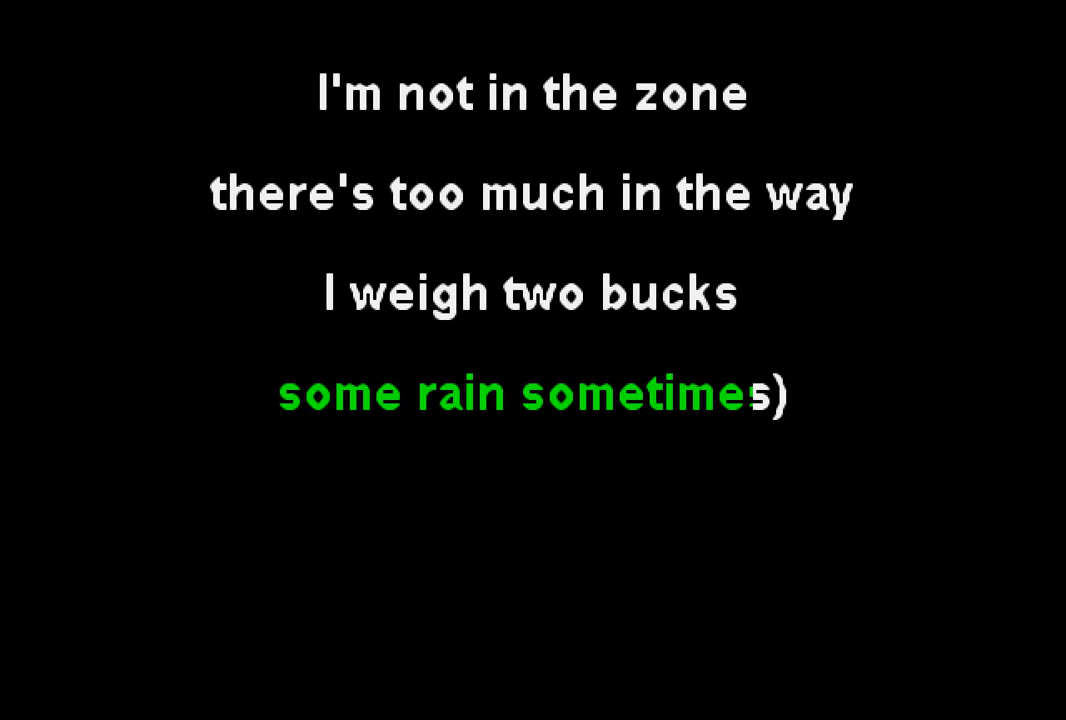 I'm not in the zone
there's too much in the way
I weigh two bucks
some rain sometimes)